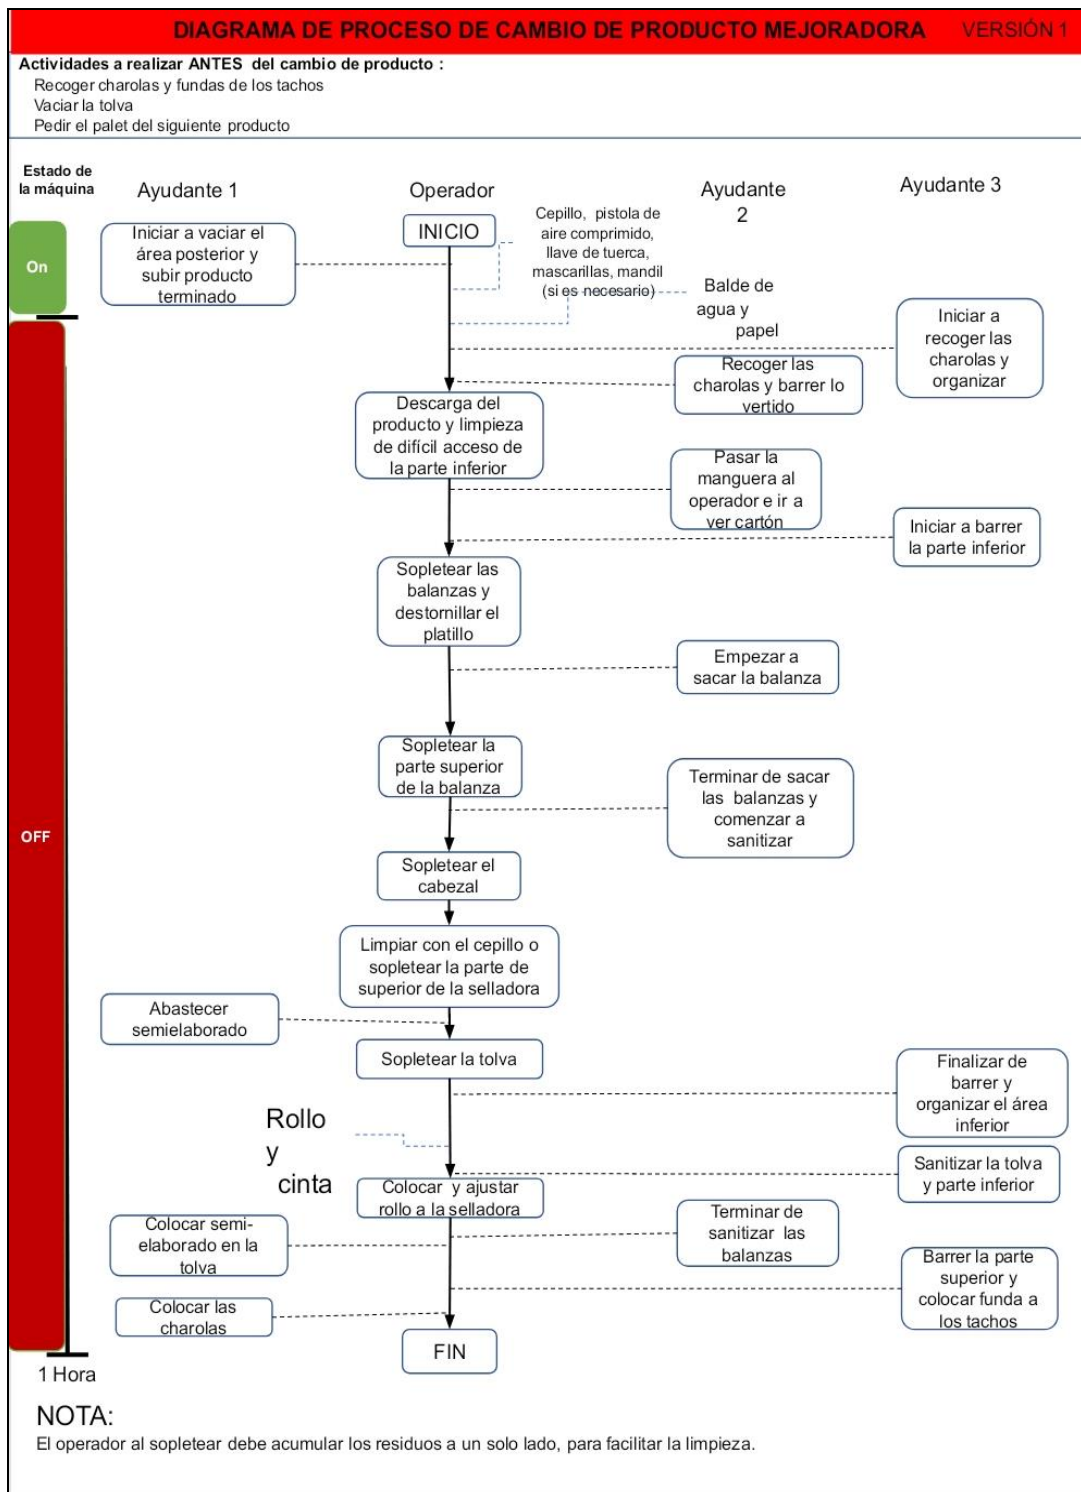 DIAGRAMA DE PROCESO DE CAMBIO DE PRODUCTO MEJORADORA VERSIÓN 1
Actividades a realizar ANTES del cambio de producto :
Recoger charolas y fundas de los tachos
Vaciar la tolva
Pedir el palet del siguiente producto
Estado de
la máquina
Ayudante 1
Operador
Ayudante
2
Ayudante 3
On
Iniciar a vaciar el
área posterior y
subir producto
terminado
INICIO
Cepillo, pistola de
aire comprimido,
llave de tuerca,
mascarillas, mandil
(si es necesario)
Balde de
agua y
papel
Iniciar a
recoger las
charolas y
organizar
Recoger las
charolas y barrer lo
vertido
Descarga del
producto y limpieza
de difícil acceso de
la parte inferior
Pasar la
manguera al
operador e ir a
ver cartón
Iniciar a barrer
la parte inferior
Sopletear las
balanzas y
destornillar el
platillo
Empezar a
sacar la balanza
Sopletear la
parte superior
de la balanza
Terminar de sacar
las balanzas y
comenzar a
sanitizar
OFF
Sopletear el
cabezal
Limpiar con el cepillo o
sopletear la parte de
superior de la selladora
Abastecer
semielaborado
Sopletear la tolva
Finalizar de
barrer y
organizar el área
inferior
Rollo
y
cinta
Sanitizar la tolva
y parte inferior
Colocar y ajustar
rollo a la selladora
Colocar semi-
elaborado en la
tolva
Terminar de
sanitizar las
balanzas
Barrer la parte
superior y
colocar funda a
los tachos
Colocar las
charolas
FIN
1 Hora
NOTA:
El operador al sopletear debe acumular los residuos a un solo lado, para facilitar la limpieza.